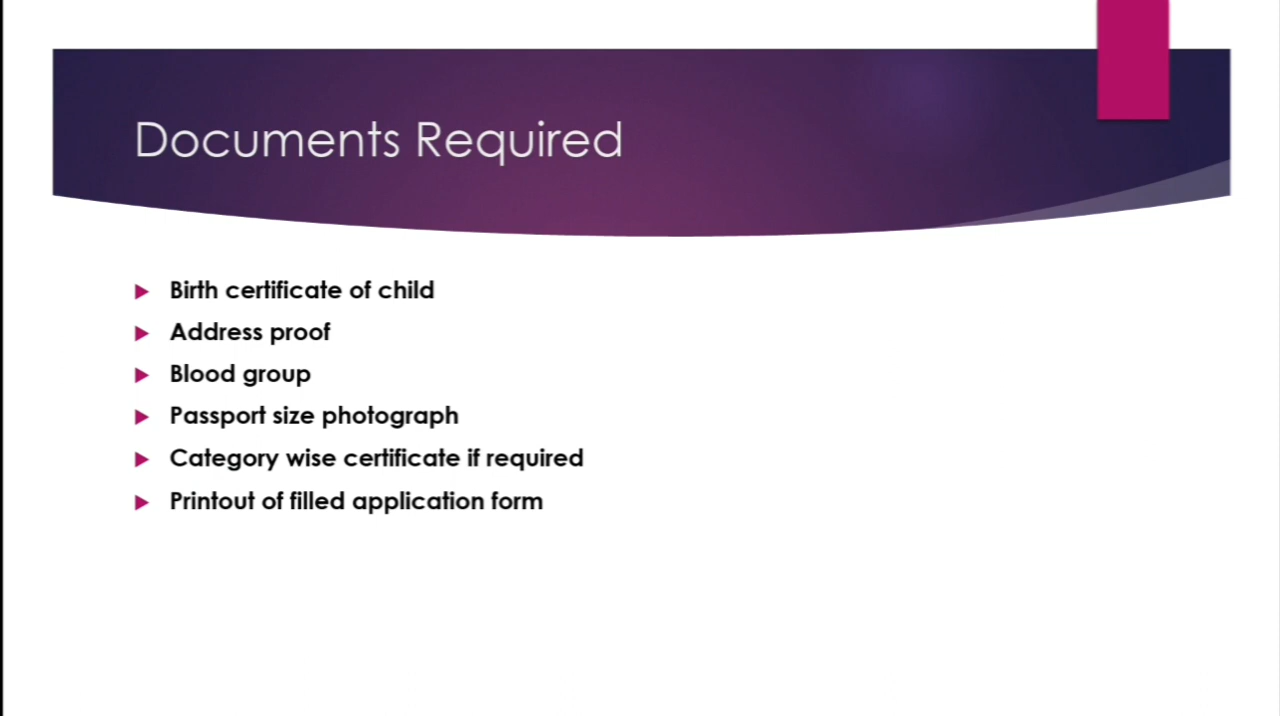 Documents Required
Birth certificate of child
Address proof
Blood group
Passport size photograph
Category wise certificate if required
Printout of filled application form